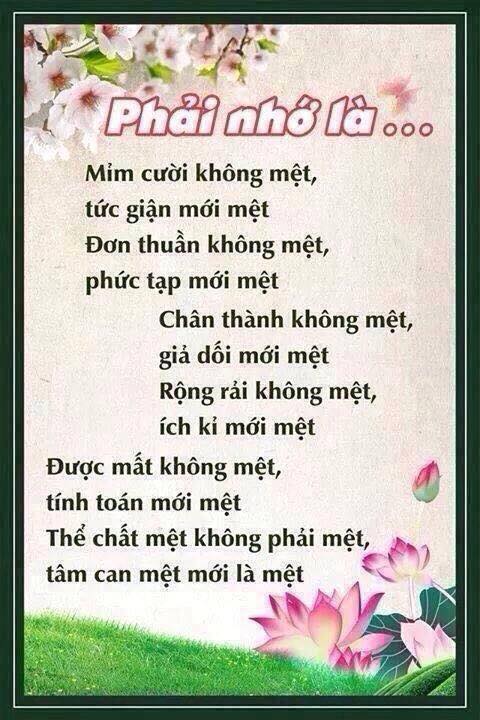 Phải nhớ là...
Mỉm cười không mệt,
tức giận mới mệt
Đơn thuần không mệt,
phức tạp mới mệt
Chân thành không mệt,
giả dối mới mệt
Rộng rải không mệt,
ích kỉ mới mệt
Được mất không mệt,
tính toán mới mệt
Thể chất mệt không phải mệt,
tâm can mệt mới là mệt